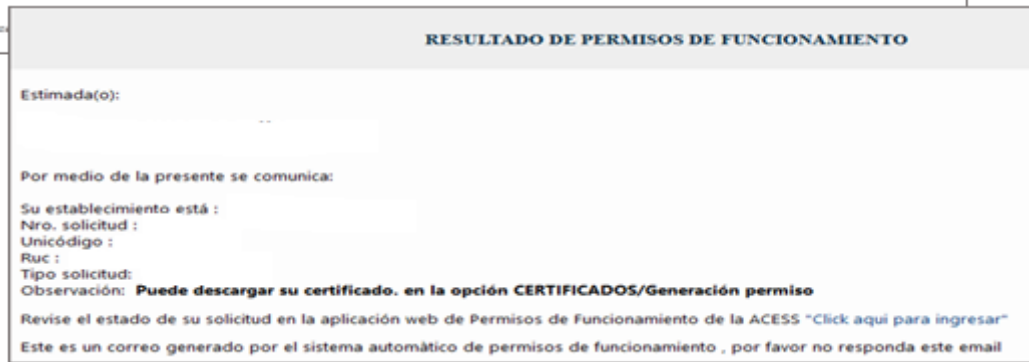 RESULTADO DE PERMISOS DE FUNCIONAMIENTO
Estimada(o):
Por medio de la presente se comunica:
Su establecimiento está :
Nro. solicitud :
Unicódigo :
Ruc :
Tipo solicitud:
Observación: Puede descargar su certificado. en la opción CERTIFICADOS/Generación permiso
Revise el estado de su solicitud en la aplicación web de Permisos de Funcionamiento de la ACESS "Click aqui para ingresar"
Este es un correo generado por el sistema automático de permisos de funcionamiento , por favor no responda este email